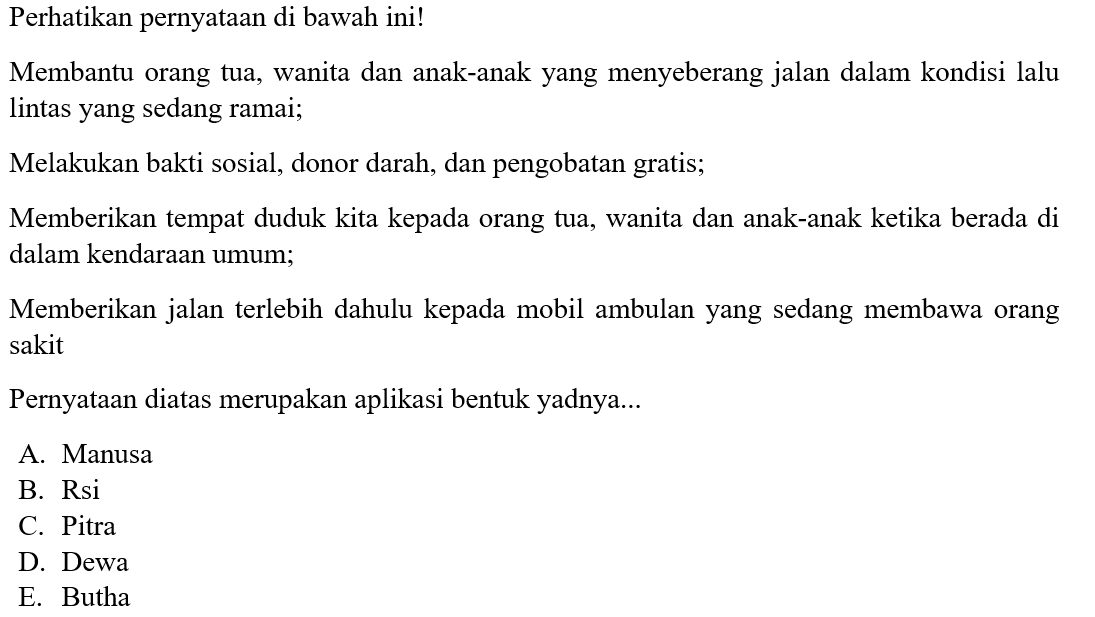 Perhatikan pernyataan di bawah ini!
Membantu orang tua, wanita dan anak-anak yang menyeberang jalan dalam kondisi lalu
lintas yang sedang ramai;
Melakukan bakti sosial, donor darah, dan pengobatan gratis;
Memberikan tempat duduk kita kepada orang tua, wanita dan anak-anak ketika berada di
dalam kendaraan umum;
Memberikan jalan terlebih dahulu kepada mobil ambulan yang sedang membawa orang
sakit
Pernyataan diatas merupakan aplikasi bentuk yadnya...
A. Manusa
B. Rsi
C. Pitra
D. Dewa
E. Butha